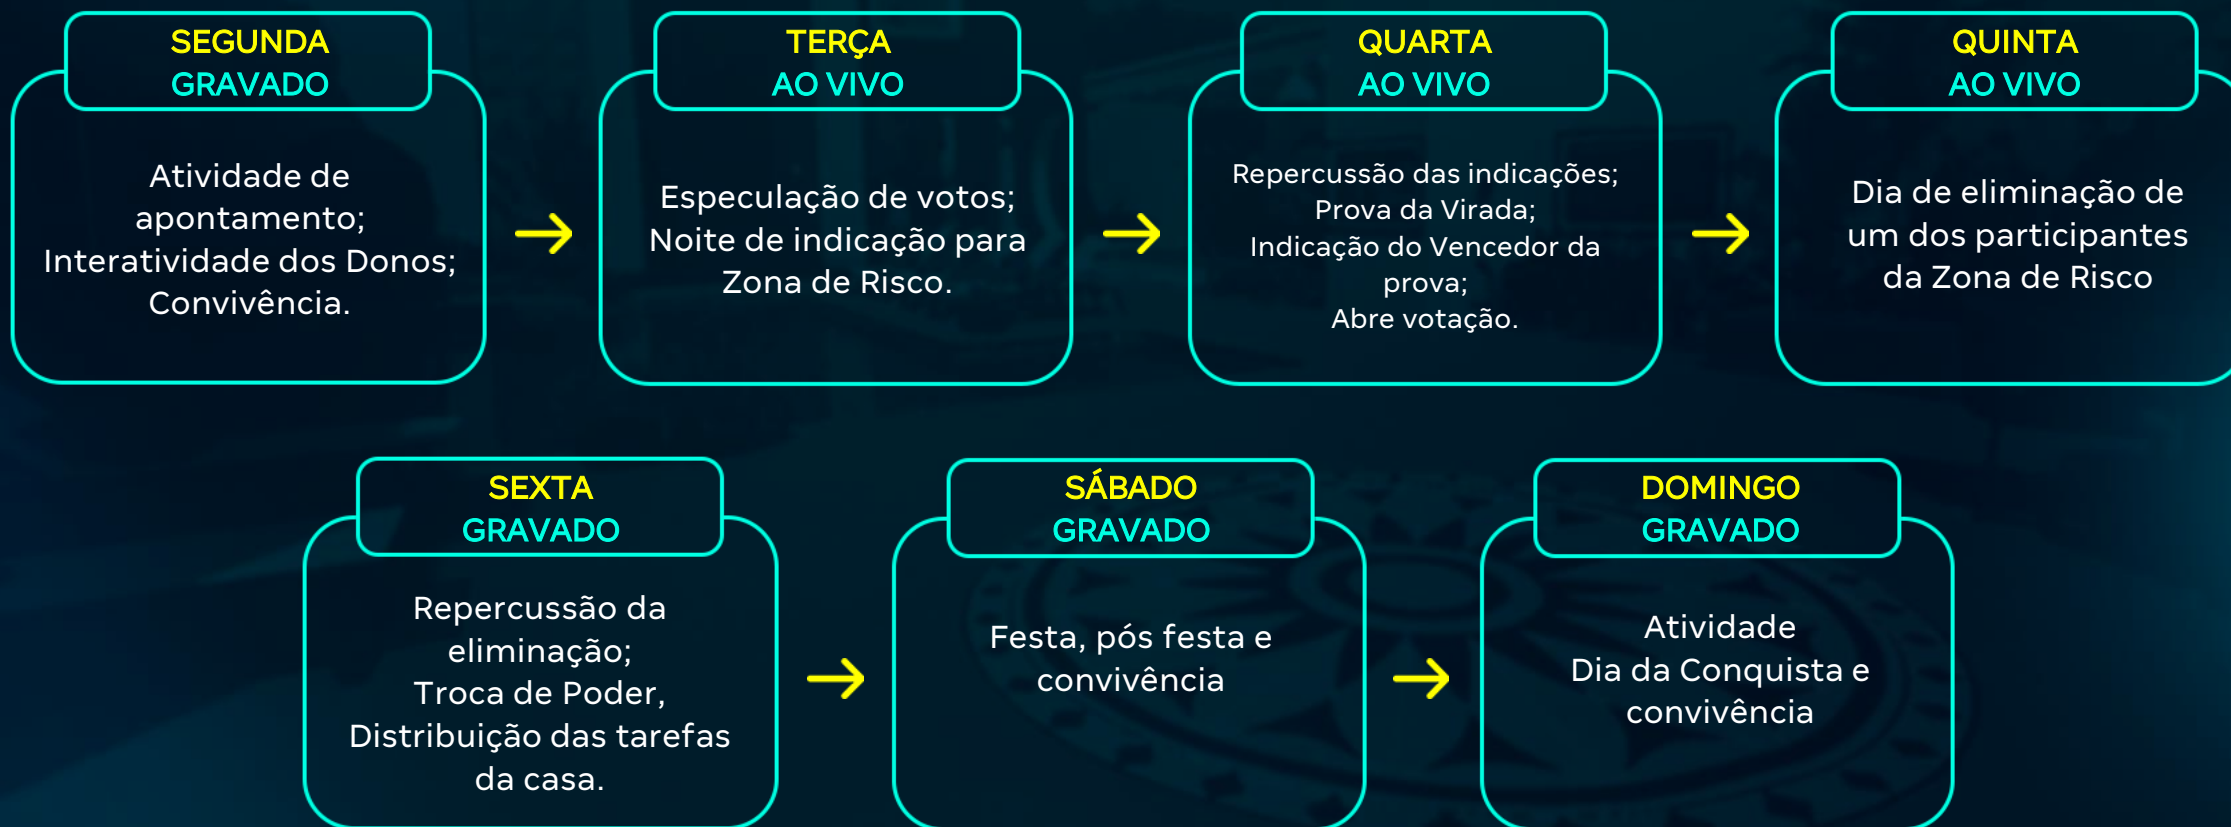 SEGUNDA
GRAVADO
Atividade de
apontamento;
Interatividade dos Donos;
Convivência.
TERÇA
AO VIVO
Especulação de votos;
Noite de indicação para
Zona de Risco.
QUARTA
AO VIVO
Repercussão das indicações;
Prova da Virada;
Indicação do Vencedor da
prova;
Abre votação.
QUINTA
AO VIVO
Dia de eliminação de
um dos participantes
da Zona de Risco
SEXTA
GRAVADO
Repercussão da
eliminação;
Troca de Poder,
Distribuição das tarefas
da casa.
SÁBADO
GRAVADO
Festa, pós festa e
convivência
DOMINGO
GRAVADO
Atividade
Dia da Conquista e
convivência